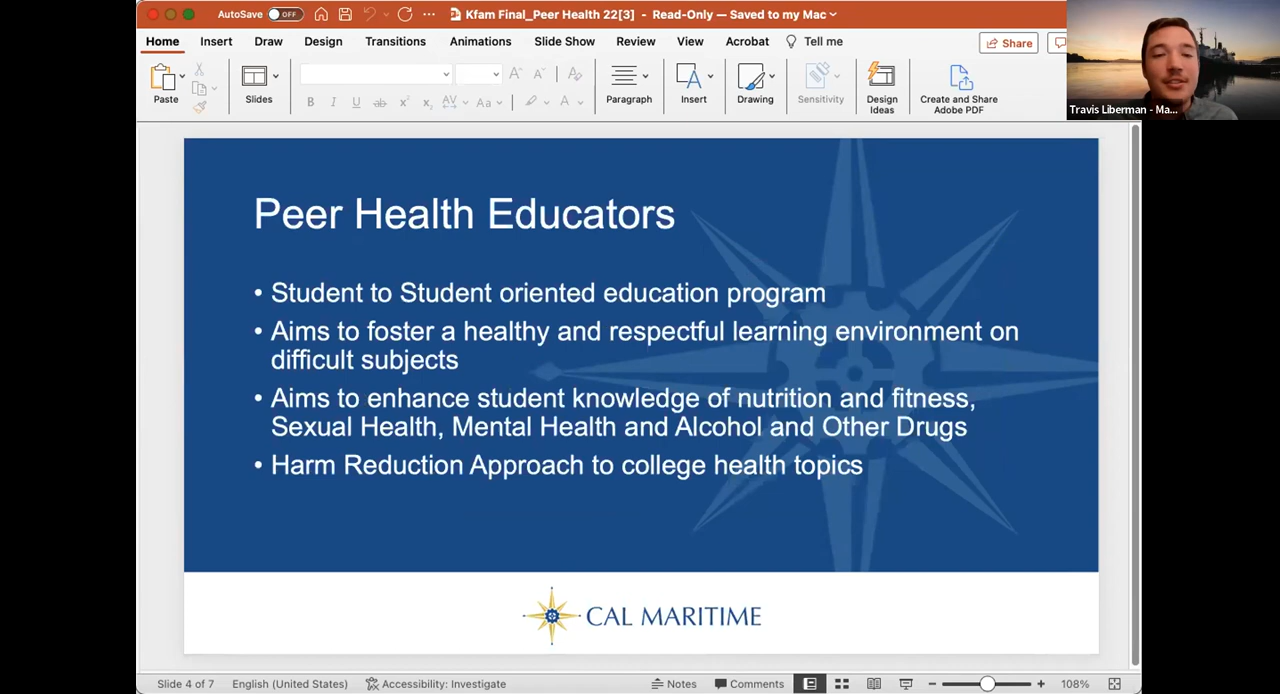 AutoSave OFF
Kfam Final_Peer Health 22[3] - Read-Only — Saved to my Mac
Home Insert Draw Design Transitions Animations Slide Show Review View Acrobat Tell me
Share
Paste
Slides
B I U ab x² x₂ AV Aa A
Paragraph
Insert
Drawing
Sensitivity
Design
Ideas
Create and Share
Adobe PDF
Travis Liberman - Ma...
Peer Health Educators
• Student to Student oriented education program
• Aims to foster a healthy and respectful learning environment on
difficult subjects
• Aims to enhance student knowledge of nutrition and fitness,
Sexual Health, Mental Health and Alcohol and Other Drugs
• Harm Reduction Approach to college health topics
CAL MARITIME
Slide 4 of 7 English (United States) Accessibility: Investigate Notes Comments 108%